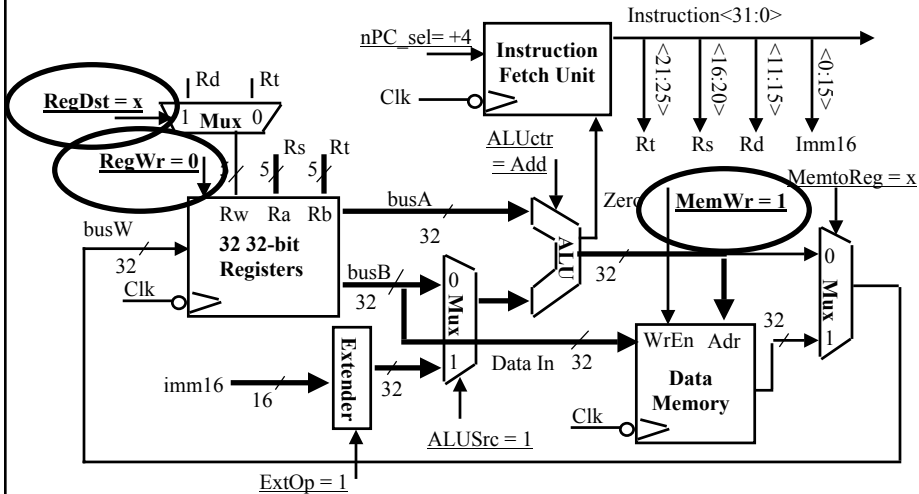 Instruction<31:0>
nPC_sel= +4
Instruction
Fetch Unit
Clk
<21:25>
<16:20>
<11:15>
<0:15>
Rt
Rs
Rd
Imm16
Rd
Rt
RegDst = x
1
Mux
0
RegWr = 0
5
5
Rs
5
Rt
ALUctr
= Add
Zero
MemWr = 1
MemtoReg = x
busW
32
Rw
Ra
Rb
32 32-bit
Registers
Clk
busA
32
busB
32
0
Mux
1
ALU
32
0
Mux
1
32
WrEn
Adr
Data In
32
Data
Memory
Clk
imm16
16
Extender
32
ALUSrc = 1
ExtOp = 1